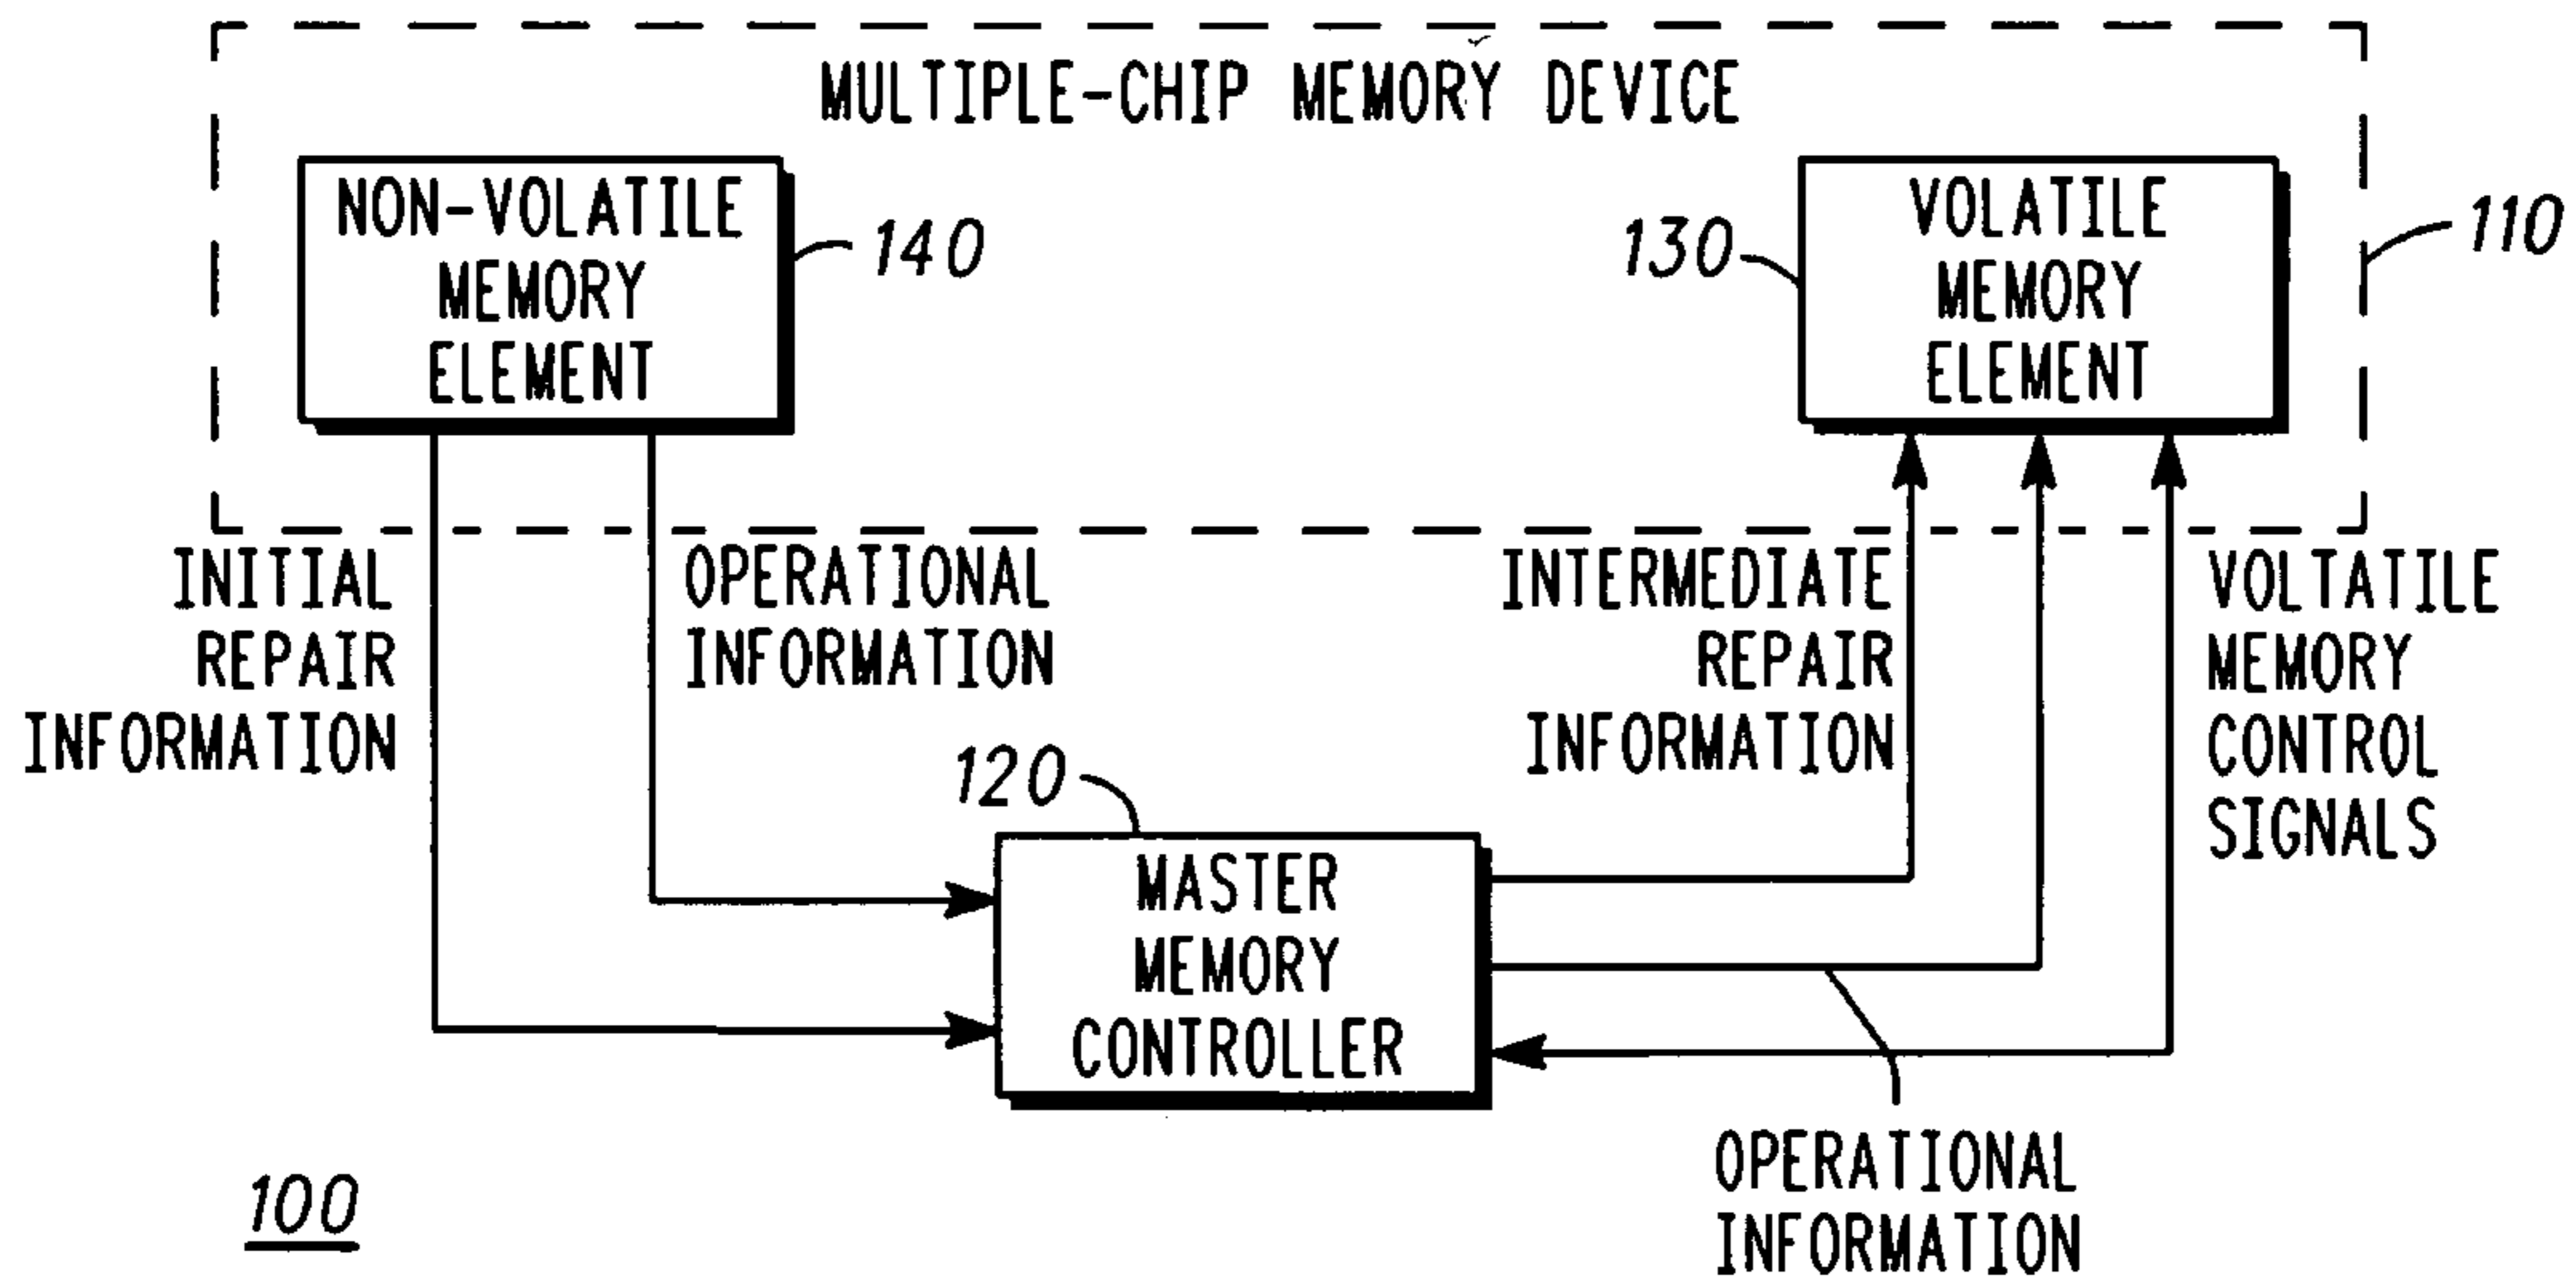 MULTIPLE-CHIP MEMORY DEVICE
NON-VOLATILE
MEMORY
ELEMENT
140
130
VOLATILE
MEMORY
ELEMENT
110
INITIAL
REPAIR
INFORMATION
OPERATIONAL
INFORMATION
INTERMEDIATE
REPAIR
INFORMATION
VOLTATILE
MEMORY
CONTROL
SIGNALS
120
MASTER
MEMORY
CONTROLLER
OPERATIONAL
INFORMATION
100